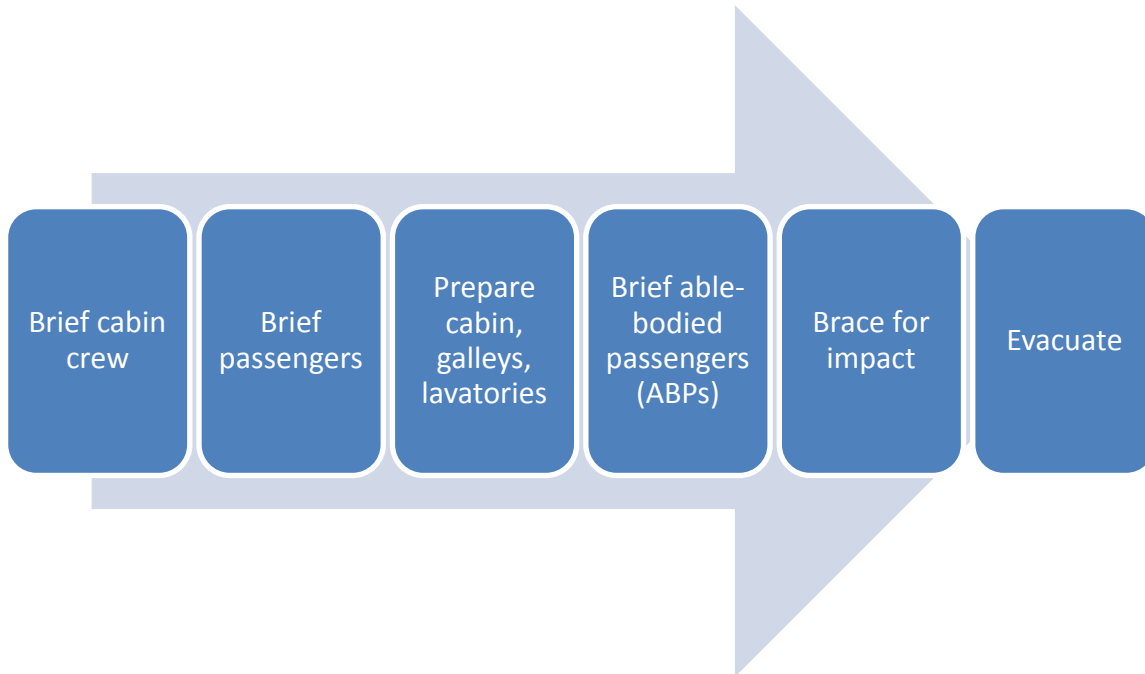 Brief cabin
crew
Brief
passengers
Prepare
cabin,
galleys,
lavatories
Brief able-
bodied
passengers
(ABPs)
Brace for
impact
Evacuate